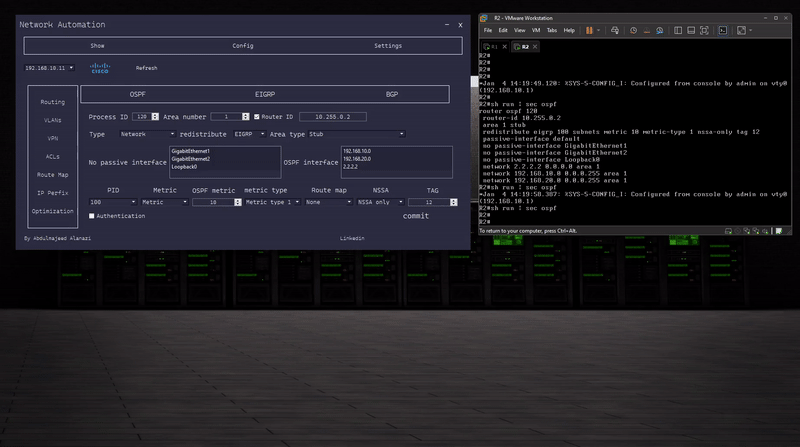 Network Automation
Show Config Settings
192.168.10.11
CISCO
Refresh
Routing
VLANs
VPN
ACLs
Route Map
IP Perfix
Optimization
OSPF EIGRP BGP
Process ID 120 Area number 1 Router ID 10.255.0.2
Type Network redistribute EIGRP Area type Stub
No passive interface
GigabitEthernet1
GigabitEthernet2
Loopback0
OSPF interface
192.168.10.0
192.168.20.0
2.2.2.2
PID Metric OSPF metric metric type Route map NSSA TAG
100 Metric 10 Metric type 1 None NSSA only 12
Authentication
commit
By Abdulmajeed Alanazi
Linkedin
R2 - VMware Workstation
File Edit View VM Tabs Help
R1 R2
R2#
R2#
R2#
R2#
*Jan 4 14:19:49.120: %SYS-5-CONFIG_I: Configured from console by admin on vty0
(192.168.10.1)
R2#sh run | sec ospf
router ospf 120
router-id 10.255.0.2
area 1 stub
redistribute eigrp 100 subnets metric 10 metric-type 1 nssa-only tag 12
passive-interface default
no passive-interface GigabitEthernet1
no passive-interface GigabitEthernet2
no passive-interface Loopback0
network 2.2.2.2 0.0.0.0 area 1
network 192.168.10.0 0.0.0.255 area 1
network 192.168.20.0 0.0.0.255 area 1
R2#sh run | sec ospf
*Jan 4 14:19:58.387: %SYS-5-CONFIG_I: Configured from console by admin on vty0
(192.168.10.1)
R2#sh run | sec ospf
R2#
R2#
To return to your computer, press Ctrl+Alt.